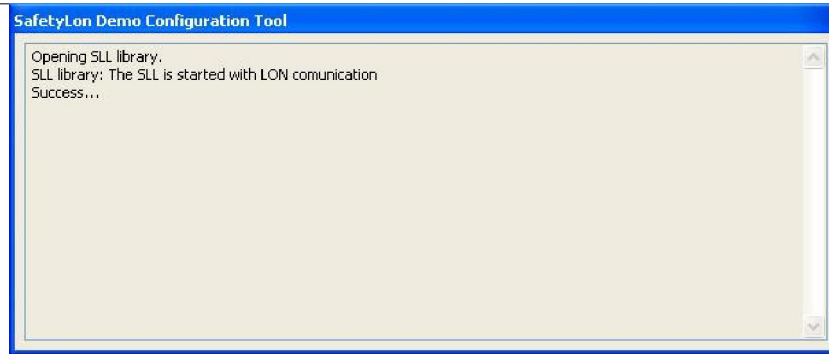 SafetyLon Demo Configuration Tool
Opening SLL library.
SLL library: The SLL is started with LON comunication
Success...